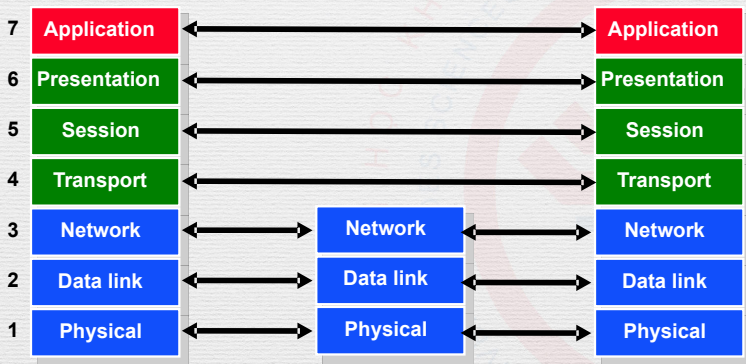 7 Application Application
6 Presentation Presentation
5 Session Session
4 Transport Transport
3 Network Network Network
2 Data link Data link Data link
1 Physical Physical Physical